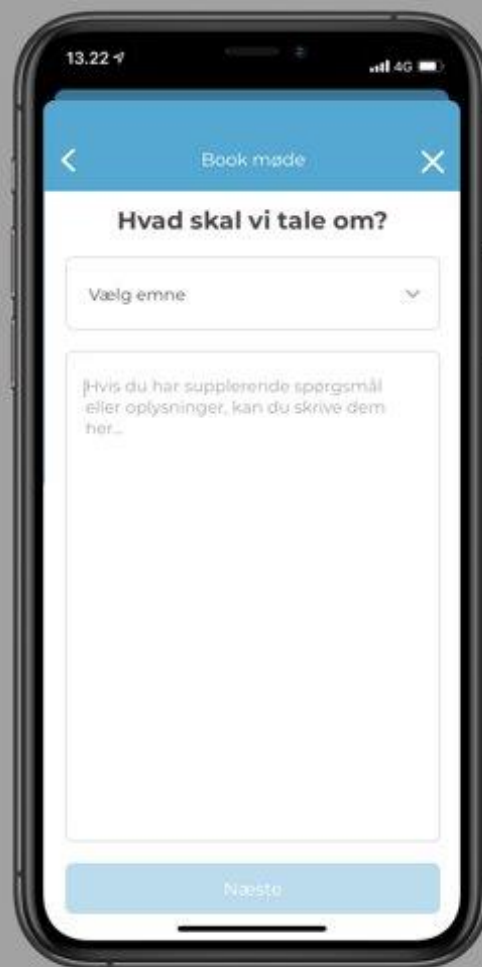 13.22
4G
Book møde
Hvad skal vi tale om?
Vælg emne
Hvis du har supplerende spørgsmål
eller oplysninger, kan du skrive dem
her...
Næste